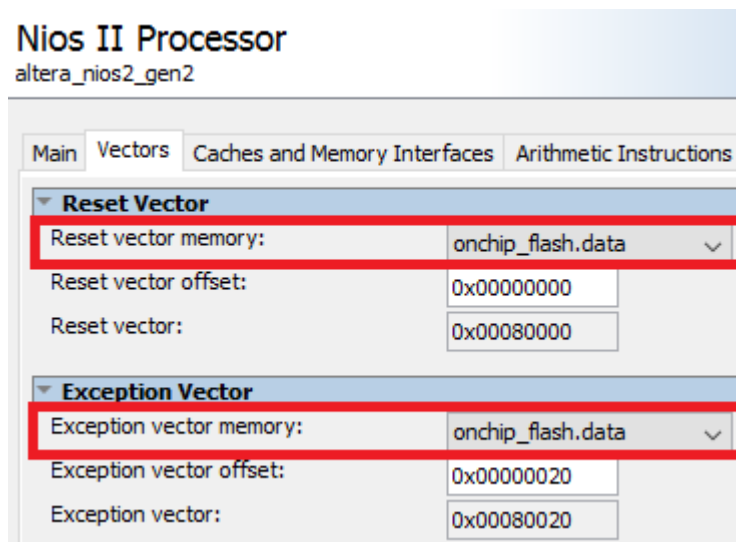 Nios II Processor
altera_nios2_gen2
Main Vectors Caches and Memory Interfaces Arithmetic Instructions
Reset Vector
Reset vector memory: onchip_flash.data
Reset vector offset: 0x00000000
Reset vector: 0x00080000
Exception Vector
Exception vector memory: onchip_flash.data
Exception vector offset: 0x00000020
Exception vector: 0x00080020